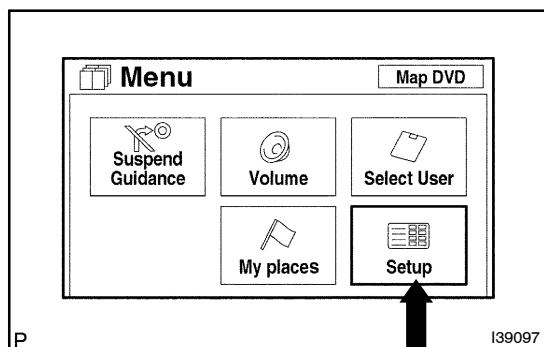 Menu Map DVD
Suspend
Guidance Volume Select User
My places Setup
P I39097